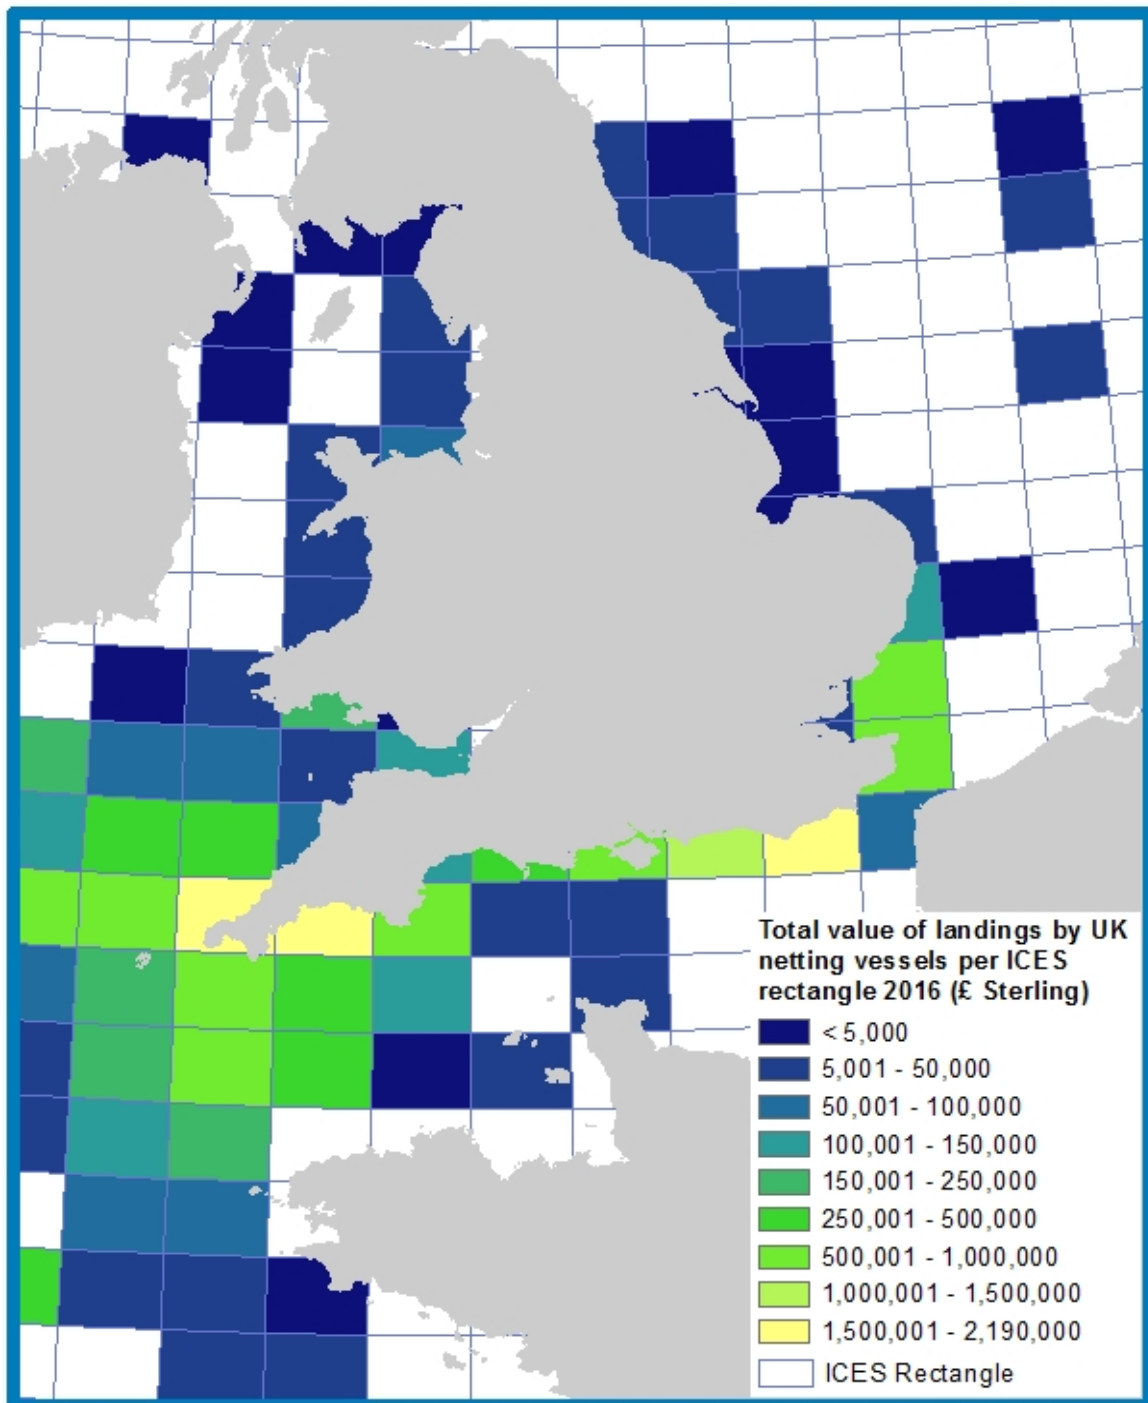 Total value of landings by UK
netting vessels per ICES
rectangle 2016 (£ Sterling)
< 5,000
5,001 - 50,000
50,001 - 100,000
100,001 - 150,000
150,001 - 250,000
250,001 - 500,000
500,001 - 1,000,000
1,000,001 - 1,500,000
1,500,001 - 2,190,000
ICES Rectangle